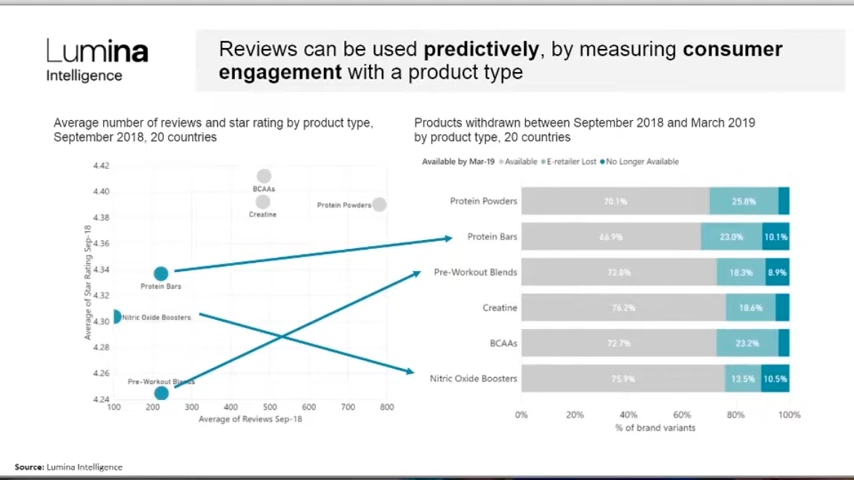 Lumina
Intelligence
Reviews can be used predictively, by measuring consumer
engagement with a product type
Average number of reviews and star rating by product type,
September 2018, 20 countries
4.42
4.40
4.38
4.36
4.34
4.32
4.30
4.28
4.26
4.24
Average of Star Rating Sep-18
BCAAs
Creatine
Protein Powders
Protein Bars
Nitric Oxide Boosters
Pre-Workout Blends
100 200 300 400 500 600 700 800
Average of Reviews Sep-18
Products withdrawn between September 2018 and March 2019
by product type, 20 countries
Available by Mar-19 Available E-retailer Lost No Longer Available
Protein Powders 70.1% 25.8%
Protein Bars 66.9% 23.0% 10.1%
Pre-Workout Blends 72.8% 18.3% 8.9%
Creatine 76.2% 18.6%
BCAAs 72.7% 23.2%
Nitric Oxide Boosters 75.9% 13.5% 10.5%
0% 20% 40% 60% 80% 100%
% of brand variants
Source: Lumina Intelligence